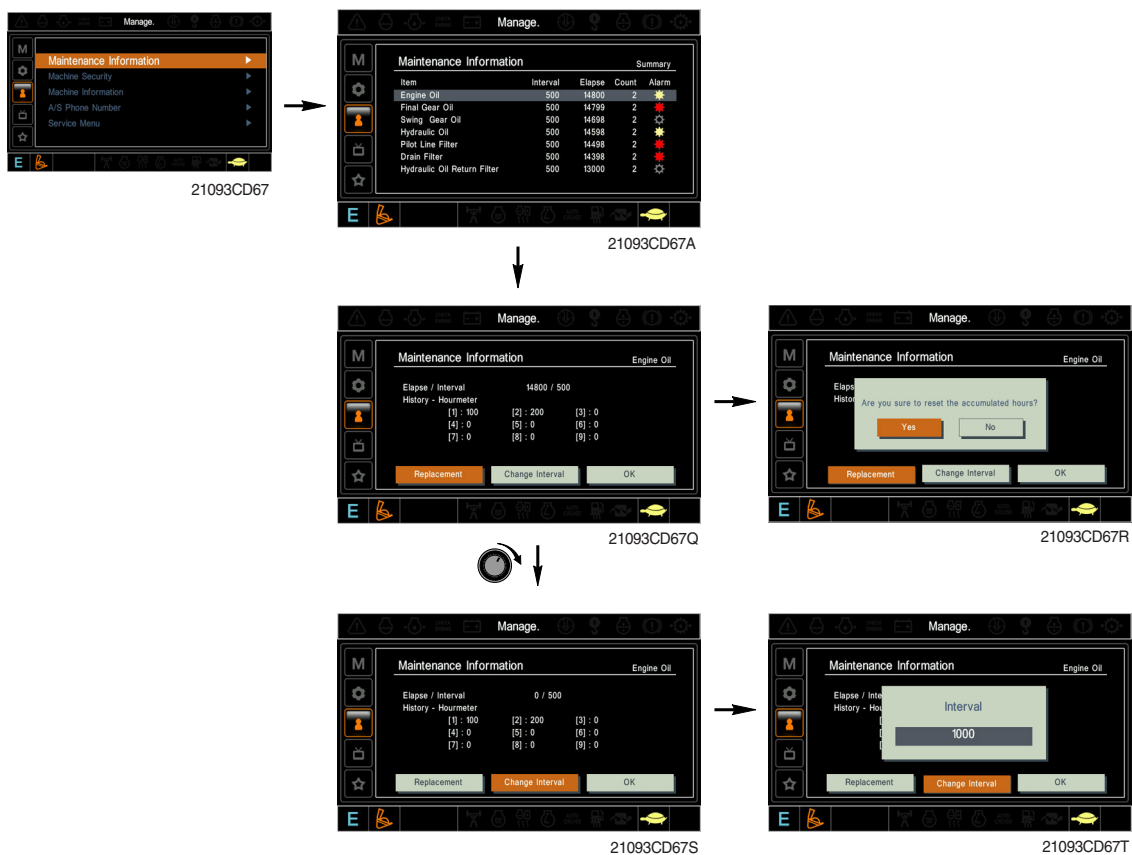 Manage.
M
Maintenance Information
Machine Security
Machine Information
A/S Phone Number
Service Menu
E
21093CD67
Manage.
M
Maintenance Information Summary
Item Interval Elapse Count Alarm
Engine Oil 500 14800 2
Final Gear Oil 500 14799 2
Swing Gear Oil 500 14698 2
Hydraulic Oil 500 14598 2
Pilot Line Filter 500 14498 2
Drain Filter 500 14398 2
Hydraulic Oil Return Filter 500 13000 2
E
21093CD67A
Manage.
M
Maintenance Information Engine Oil
Elapse / Interval 14800 / 500
History - Hourmeter
[1] : 100 [2] : 200 [3] : 0
[4] : 0 [5] : 0 [6] : 0
[7] : 0 [8] : 0 [9] : 0
Replacement Change Interval OK
E
21093CD67Q
Manage.
M
Maintenance Information Engine Oil
Elaps
Histor
Are you sure to reset the accumulated hours?
Yes No
Replacement Change Interval OK
E
21093CD67R
Manage.
M
Maintenance Information Engine Oil
Elapse / Interval 0 / 500
History - Hourmeter
[1] : 100 [2] : 200 [3] : 0
[4] : 0 [5] : 0 [6] : 0
[7] : 0 [8] : 0 [9] : 0
Replacement Change Interval OK
E
21093CD67S
Manage.
M
Maintenance Information Engine Oil
Elapse / Inte
History - Hou
Interval
1000
Replacement Change Interval OK
E
21093CD67T